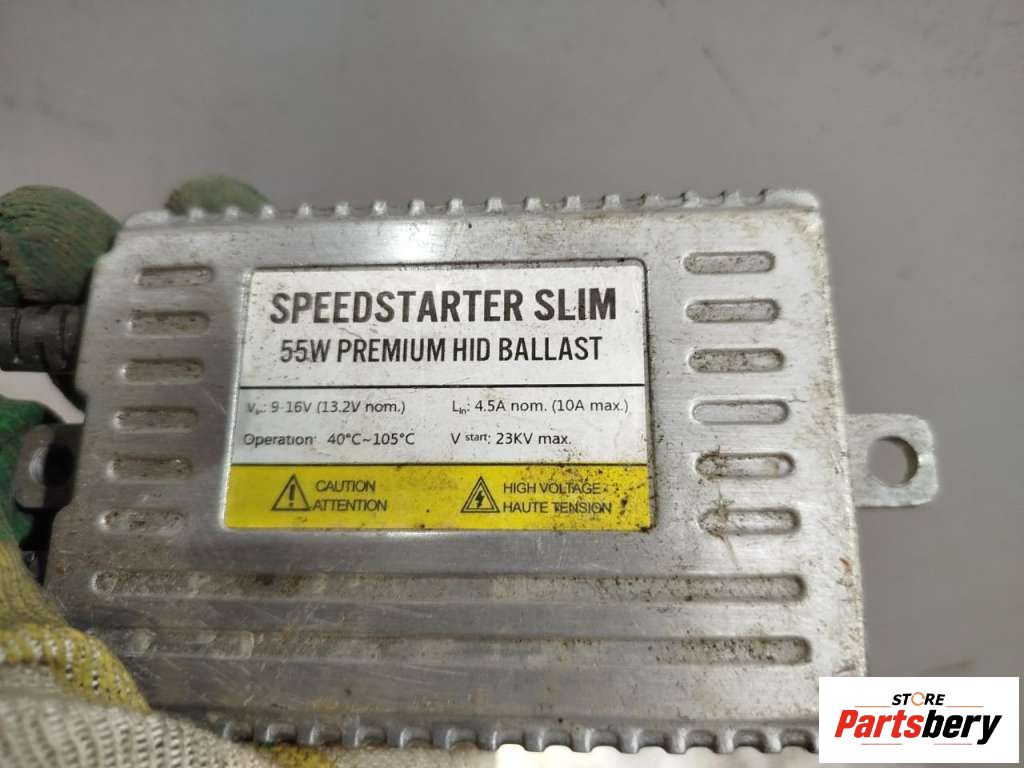 SPEEDSTARTER SLIM
55W PREMIUM HID BALLAST
Vin: 9-16V (13.2V nom.) Lin: 4.5A nom. (10A max.)
Operation: 40°C~105°C V start: 23KV max.
CAUTION HIGH VOLTAGE
ATTENTION HAUTE TENSION
STORE
Partsbery